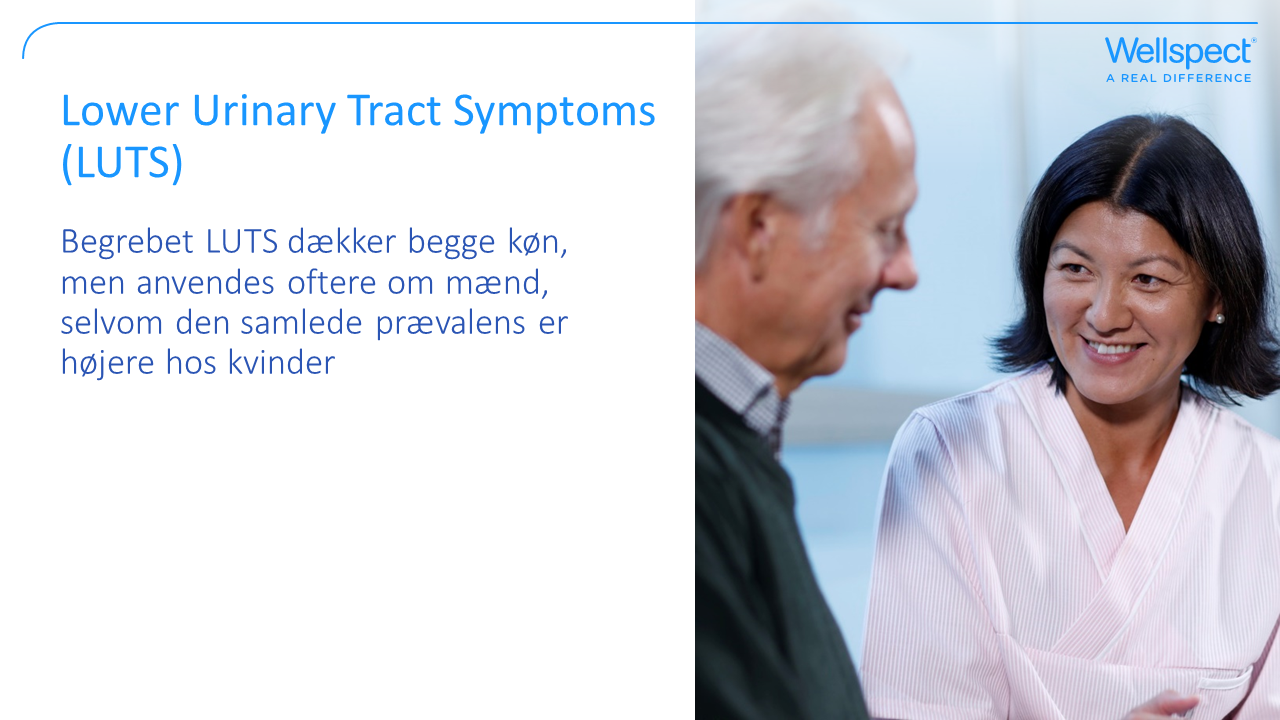 Wellspect®
A REAL DIFFERENCE
Lower Urinary Tract Symptoms
(LUTS)
Begrebet LUTS dækker begge køn,
men anvendes oftere om mænd,
selvom den samlede prævalens er
højere hos kvinder